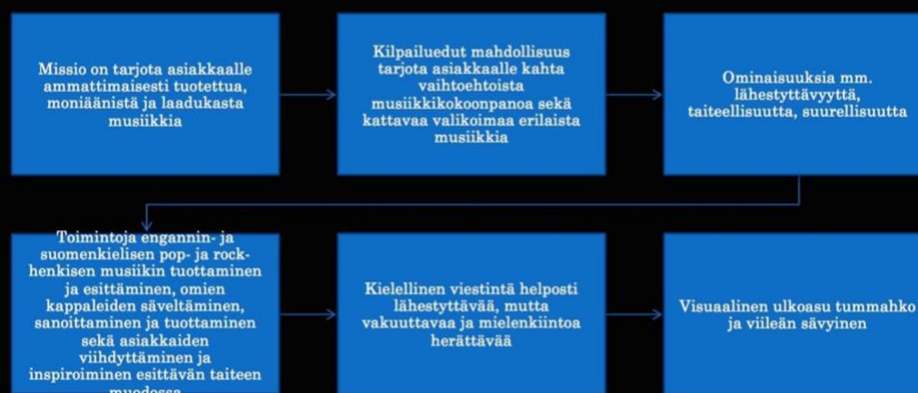 Missio on tarjota asiakkaalle
ammattimaisesti tuotettua,
moniäänistä ja laadukasta
musiikkia
Kilpailuedut mahdollisuus
tarjota asiakkaalle kahta
vaihtoehtoista
musiikkikokoonpanoa sekä
kattavaa valikoimaa erilaista
musiikkia
Ominaisuuksia mm.
lähestyttävyyttä,
taiteellisuutta, suurellisuutta
Toimintoja engannin- ja
suomenkielisen pop- ja rock-
henkisen musiikin tuottaminen
ja esittäminen, omien
kappaleiden säveltäminen,
sanoittaminen ja tuottaminen
sekä asiakkaiden
viihdyttäminen ja
inspiroiminen esittävän taiteen
muodossa
Kielellinen viestintä helposti
lähestyttävää, mutta
vakuuttavaa ja mielenkiintoa
herättävää
Visuaalinen ulkoasu tummahko
ja viileän sävyinen